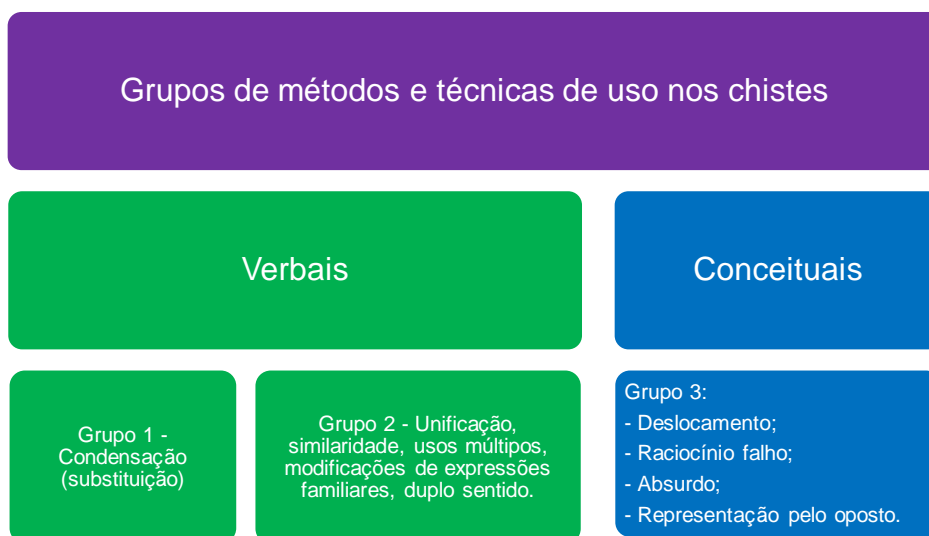 Grupos de métodos e técnicas de uso nos chistes
Verbais
Conceituais
Grupo 1 -
Condensação
(substituição)
Grupo 2 - Unificação,
similaridade, usos múltipos,
modificações de expressões
familiares, duplo sentido.
Grupo 3:
- Deslocamento;
- Raciocínio falho;
- Absurdo;
- Representação pelo oposto.